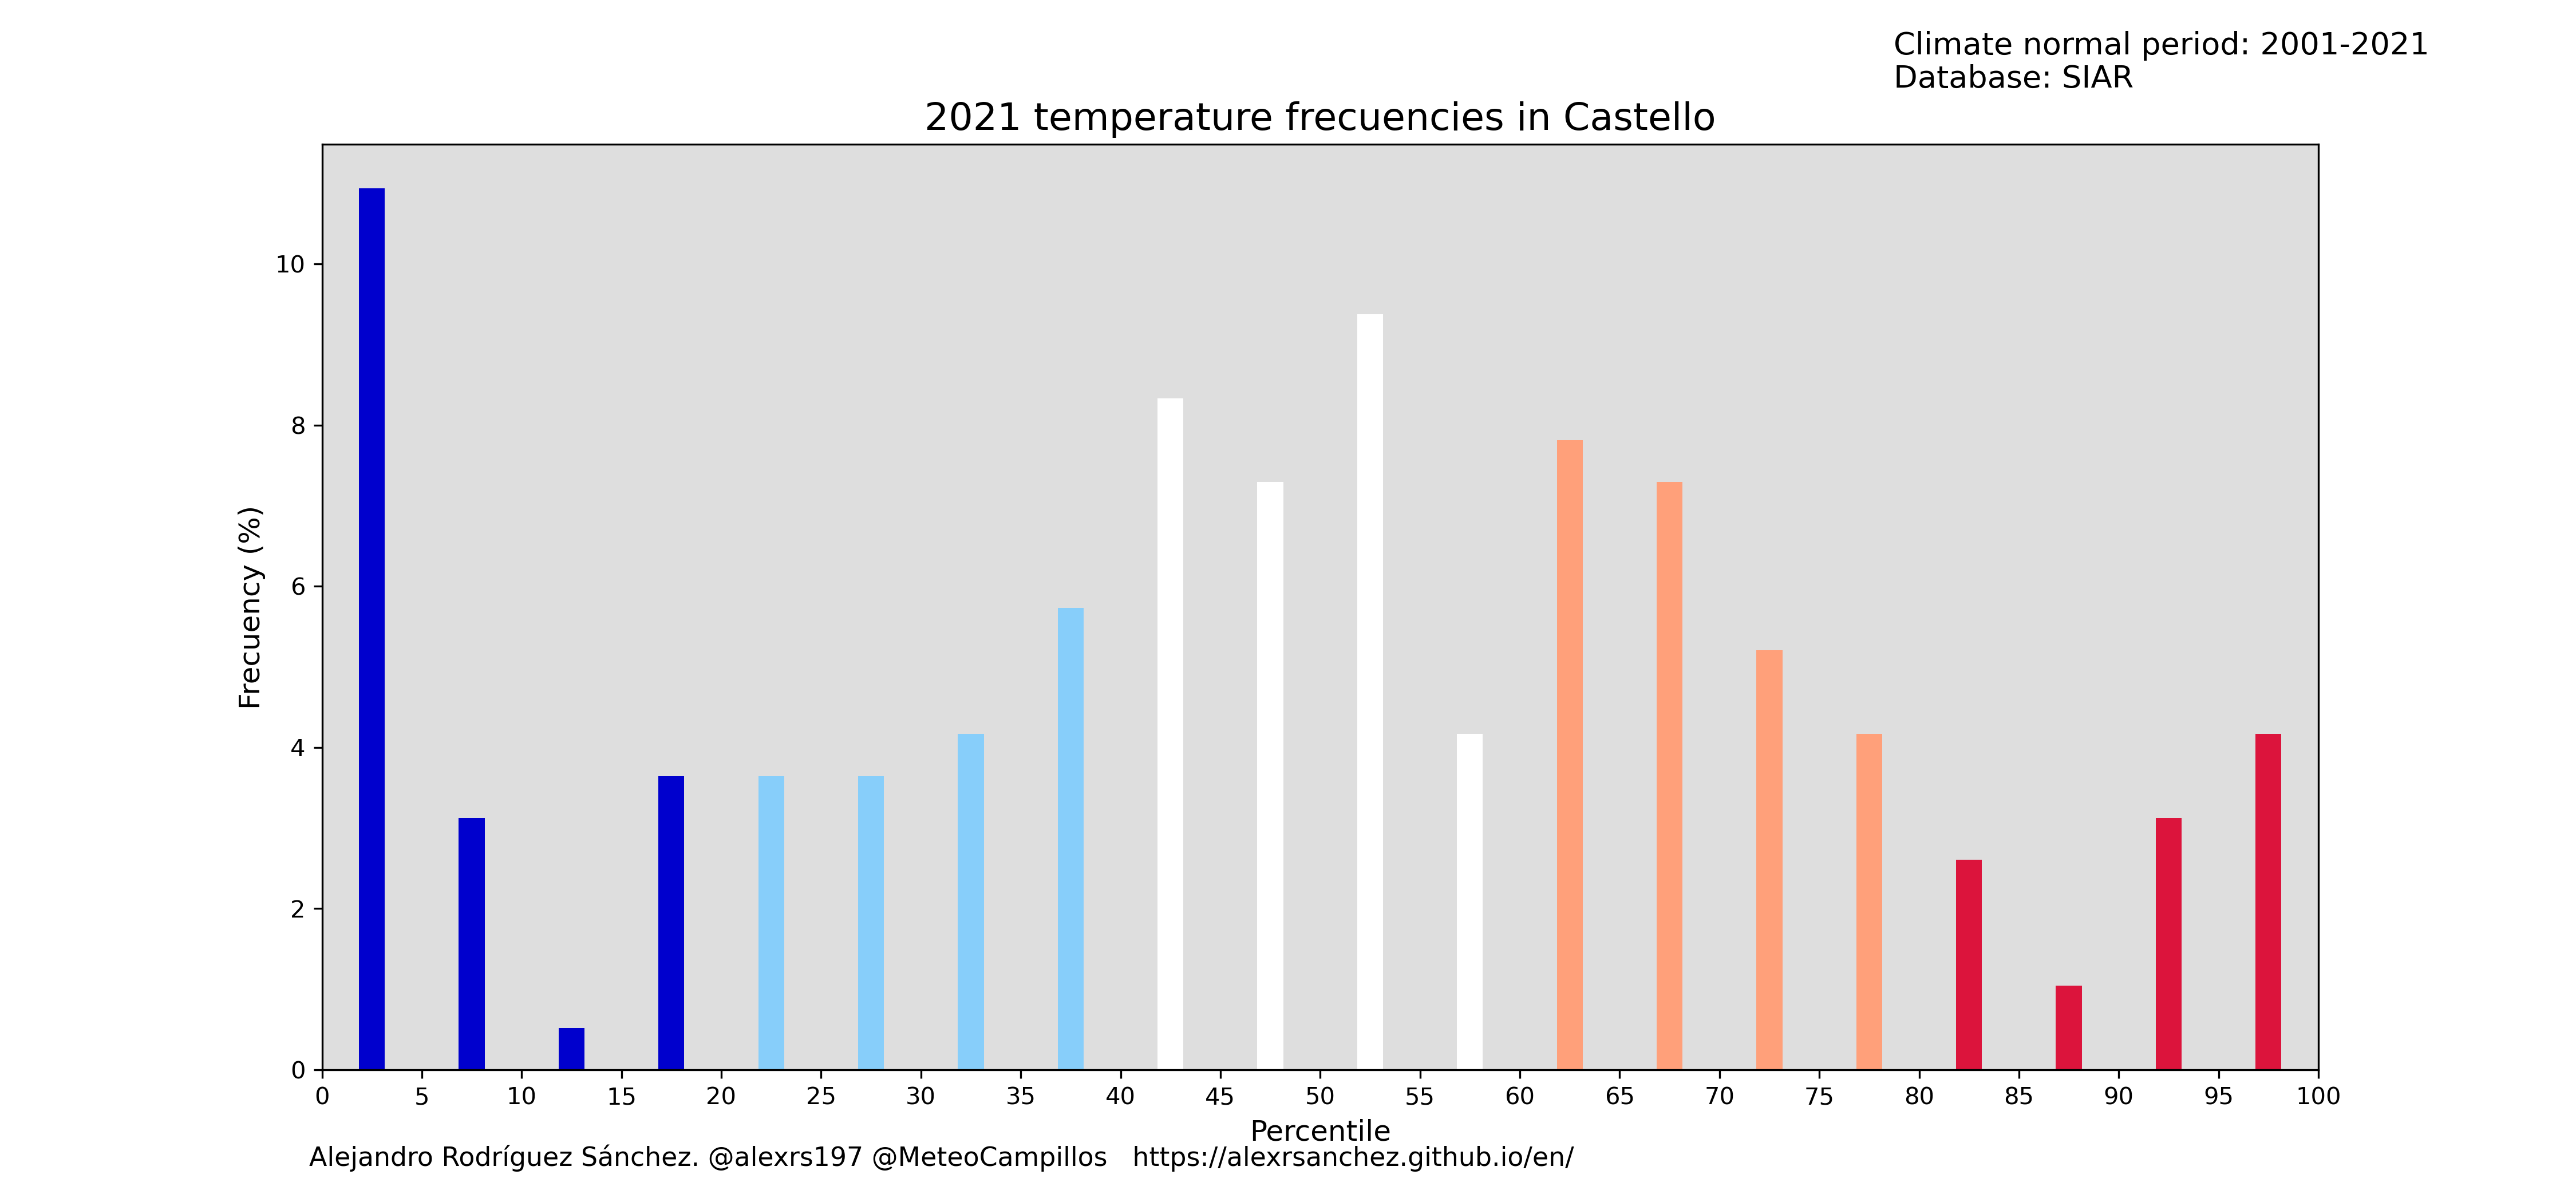 Climate normal period: 2001-2021
Database: SIAR
2021 temperature frecuencies in Castello
Frecuency (%)
10
8
6
4
2
0
0 5 10 15 20 25 30 35 40 45 50 55 60 65 70 75 80 85 90 95 100
Percentile
Alejandro Rodríguez Sánchez. @alexrs197 @MeteoCampillos https://alexrsanchez.github.io/en/